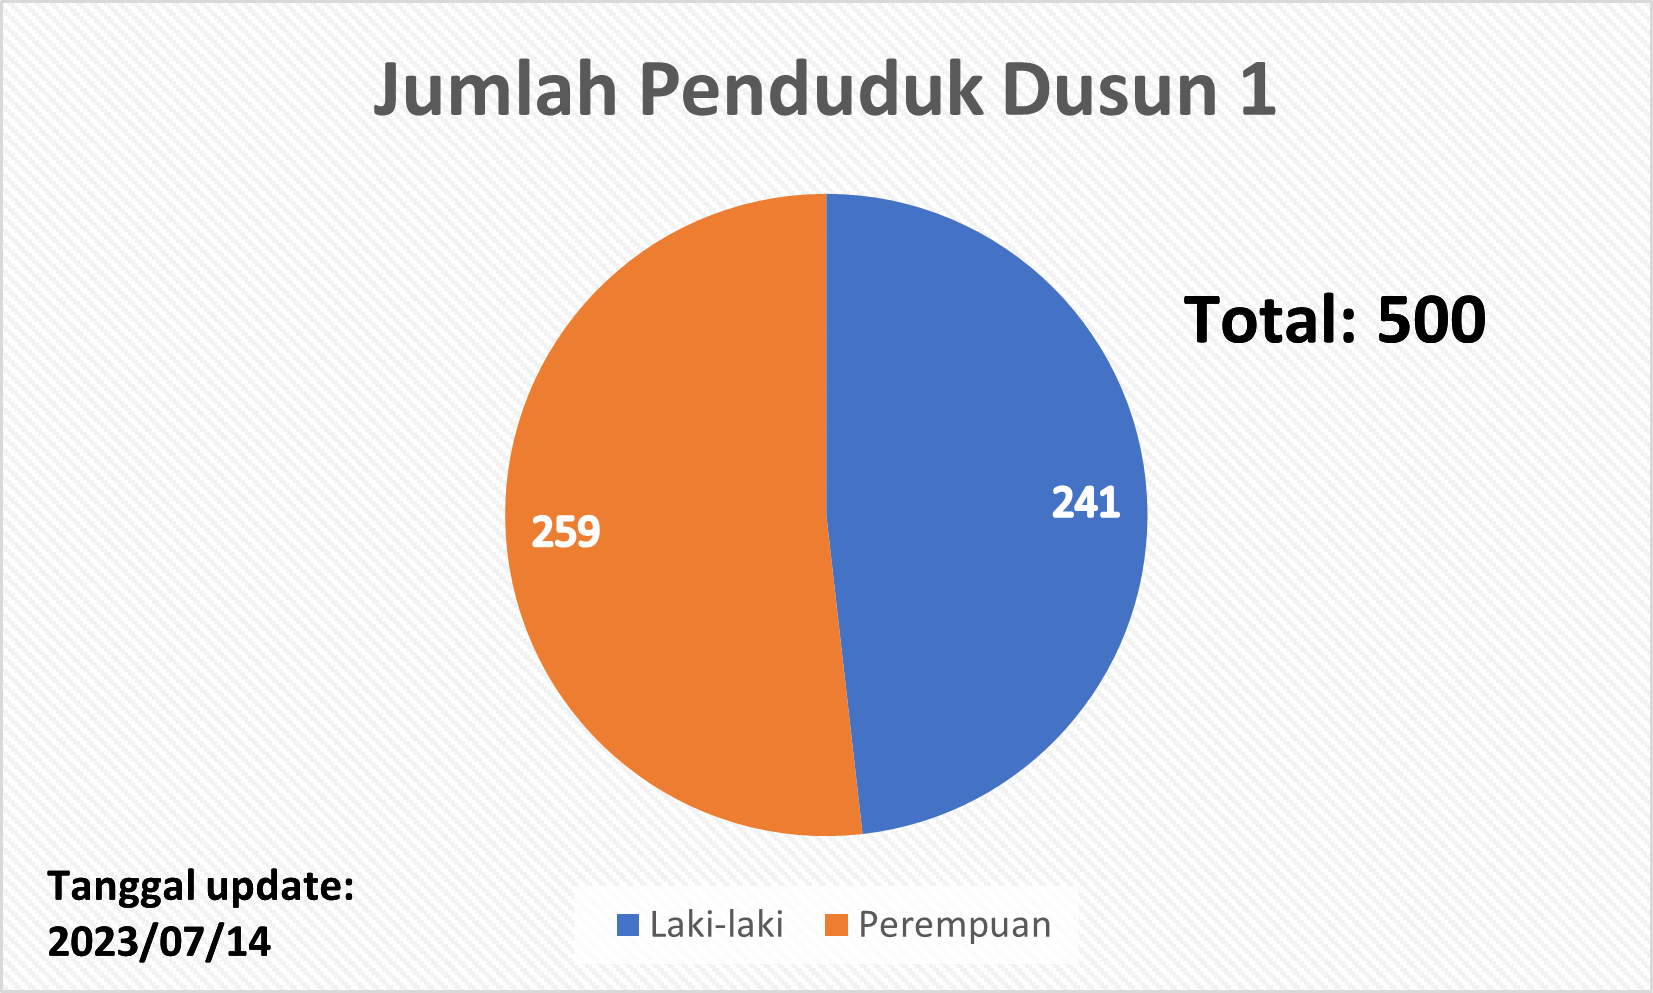 Jumlah Penduduk Dusun 1
Total: 500
241
259
Tanggal update:
2023/07/14
Laki-laki
Perempuan